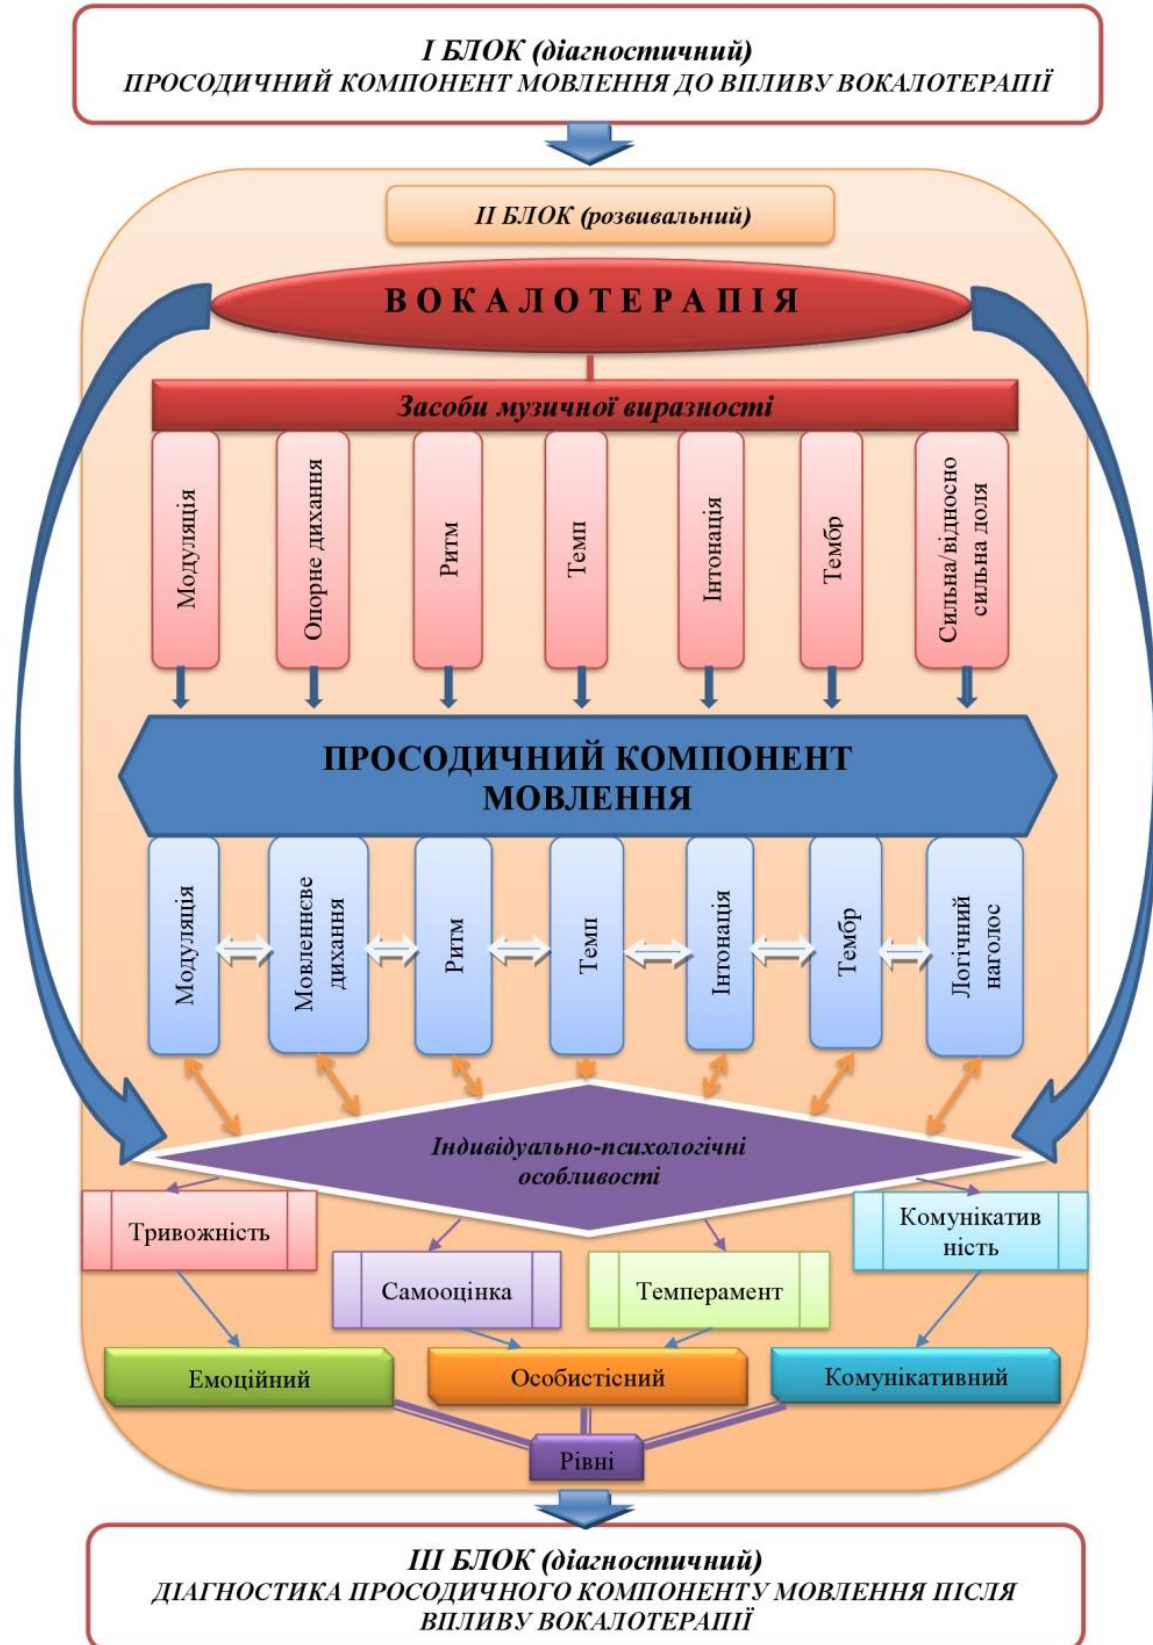 І БЛОК (діагностичний)
ПРОСОДИЧНИЙ КОМПОНЕНТ МОВЛЕННЯ ДО ВПЛИВУ ВОКАЛОТЕРАПІЇ
ІІ БЛОК (розвивальний)
ВОКАЛОТЕРАПІЯ
Засоби музичної виразності
Модуляція
Опорне дихання
Ритм
Темп
Інтонація
Тембр
Сильна/відносно
сильна доля
ПРОСОДИЧНИЙ КОМПОНЕНТ
МОВЛЕННЯ
Модуляція
Мовленнєве
дихання
Ритм
Темп
Інтонація
Тембр
Логічний
наголос
Індивідуально-психологічні
особливості
Тривожність
Самооцінка
Темперамент
Комунікатив
ність
Емоційний
Особистісний
Комунікативний
Рівні
ІІІ БЛОК (діагностичний)
ДІАГНОСТИКА ПРОСОДИЧНОГО КОМПОНЕНТУ МОВЛЕННЯ ПІСЛЯ
ВПЛИВУ ВОКАЛОТЕРАПІЇ